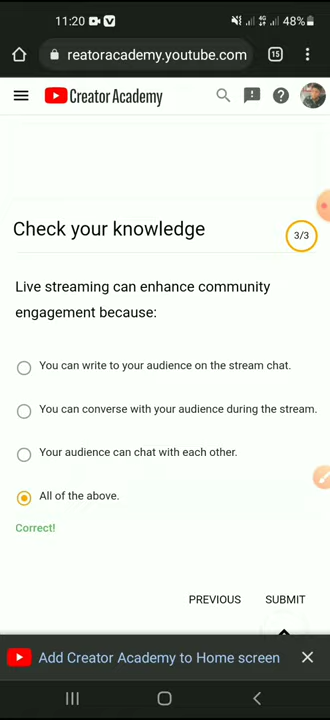 11:20 V 4G 48%
reatoracademy.youtube.com 15
Creator Academy
Check your knowledge
3/3
Live streaming can enhance community
engagement because:
You can write to your audience on the stream chat.
You can converse with your audience during the stream.
Your audience can chat with each other.
All of the above.
Correct!
PREVIOUS SUBMIT
Add Creator Academy to Home screen